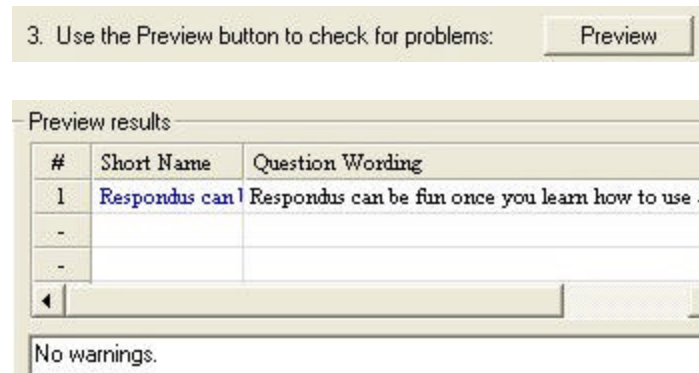 3. Use the Preview button to check for problems: Preview
Preview results
# Short Name Question Wording
1 Respondus can Respondus can be fun once you learn how to use
-
-
No warnings.